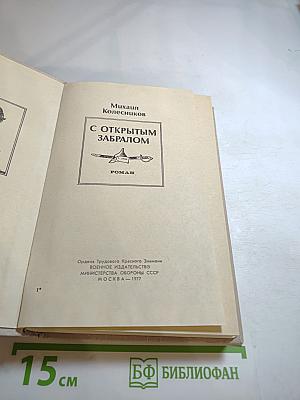 Михаил
Колесников
С ОТКРЫТЫМ
ЗАБРАЛОМ
РОМАН
Ордена Трудового Красного Знамени
ВОЕННОЕ ИЗДАТЕЛЬСТВО
МИНИСТЕРСТВА ОБОРОНЫ СССР
МОСКВА — 1977
1*
15 см
БФ БИБЛИОФАН